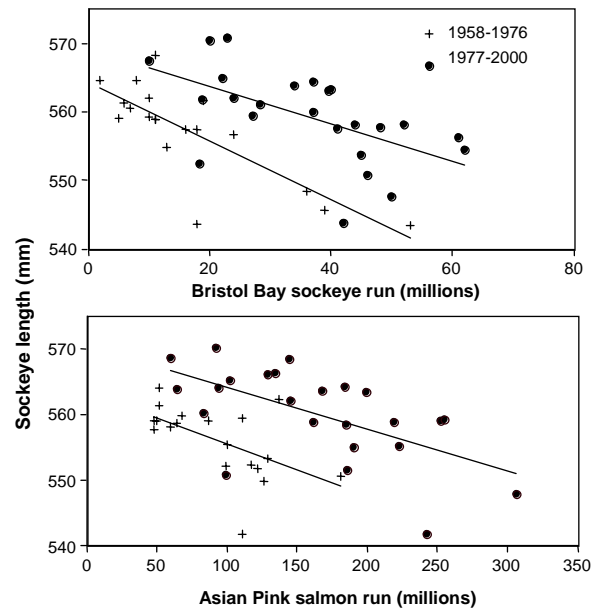 1958-1976
1977-2000
570
560
550
540
0 20 40 60 80
Bristol Bay sockeye run (millions)
Sockeye length (mm)
570
560
550
540
0 50 100 150 200 250 300 350
Asian Pink salmon run (millions)